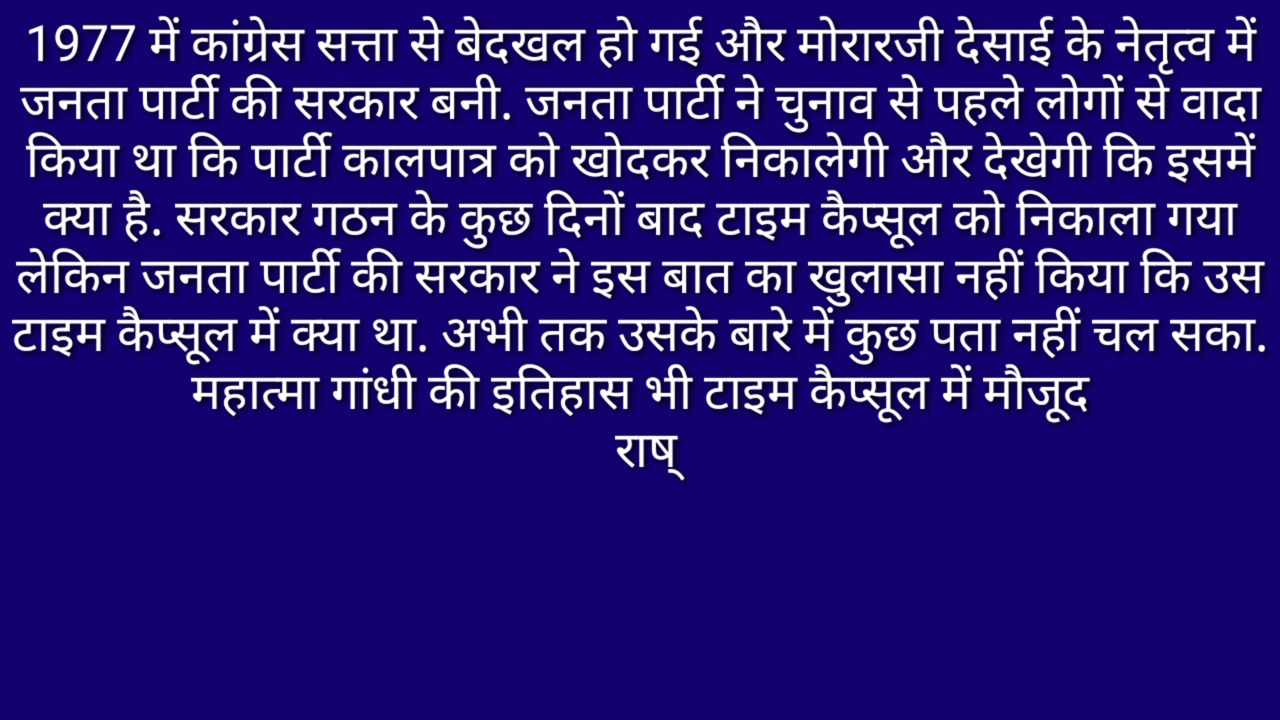 1977 में कांग्रेस सत्ता से बेदखल हो गई और मोरारजी देसाई के नेतृत्व में
जनता पार्टी की सरकार बनी. जनता पार्टी ने चुनाव से पहले लोगों से वादा
किया था कि पार्टी कालपात्र को खोदकर निकालेगी और देखेगी कि इसमें
क्या है. सरकार गठन के कुछ दिनों बाद टाइम कैप्सूल को निकाला गया
लेकिन जनता पार्टी की सरकार ने इस बात का खुलासा नहीं किया कि उस
टाइम कैप्सूल में क्या था. अभी तक उसके बारे में कुछ पता नहीं चल सका.
महात्मा गांधी की इतिहास भी टाइम कैप्सूल में मौजूद
राष्